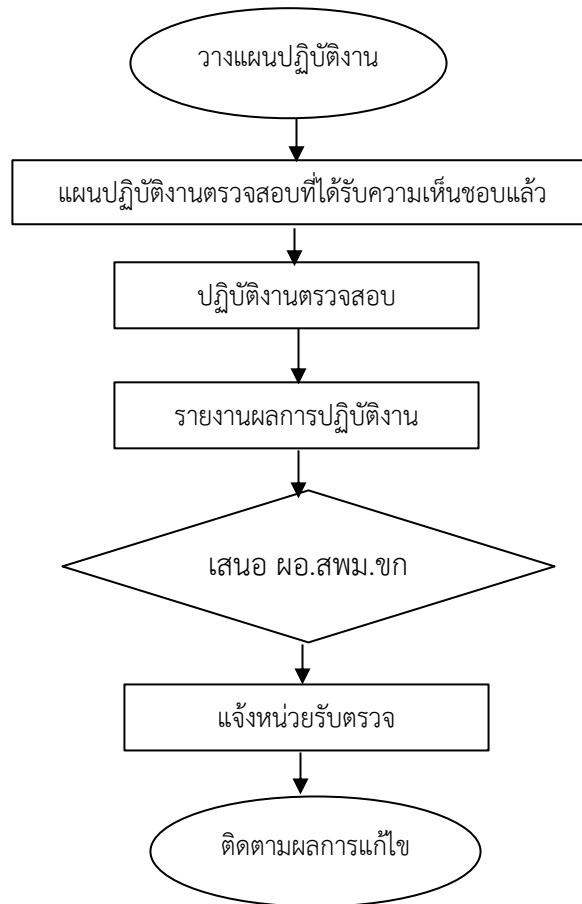 วางแผนปฏิบัติงาน
แผนปฏิบัติงานตรวจสอบที่ได้รับความเห็นชอบแล้ว
ปฏิบัติงานตรวจสอบ
รายงานผลการปฏิบัติงาน
เสนอ ผอ.สพม.ขก
แจ้งหน่วยรับตรวจ
ติดตามผลการแก้ไข